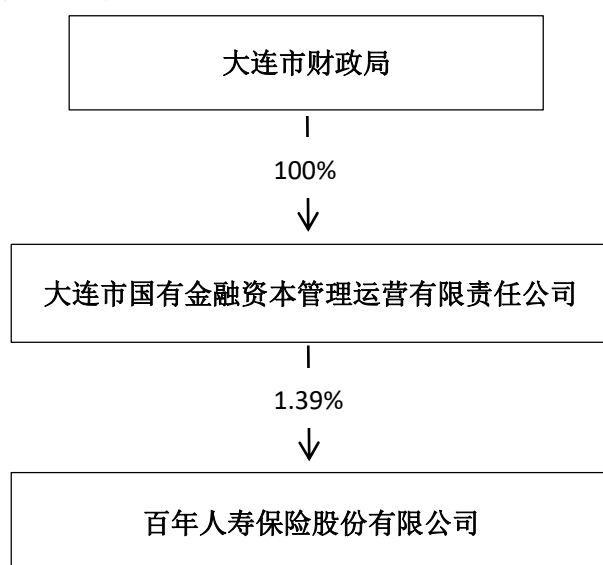 大连市财政局
100%
大连市国有金融资本管理运营有限责任公司
1.39%
百年人寿保险股份有限公司